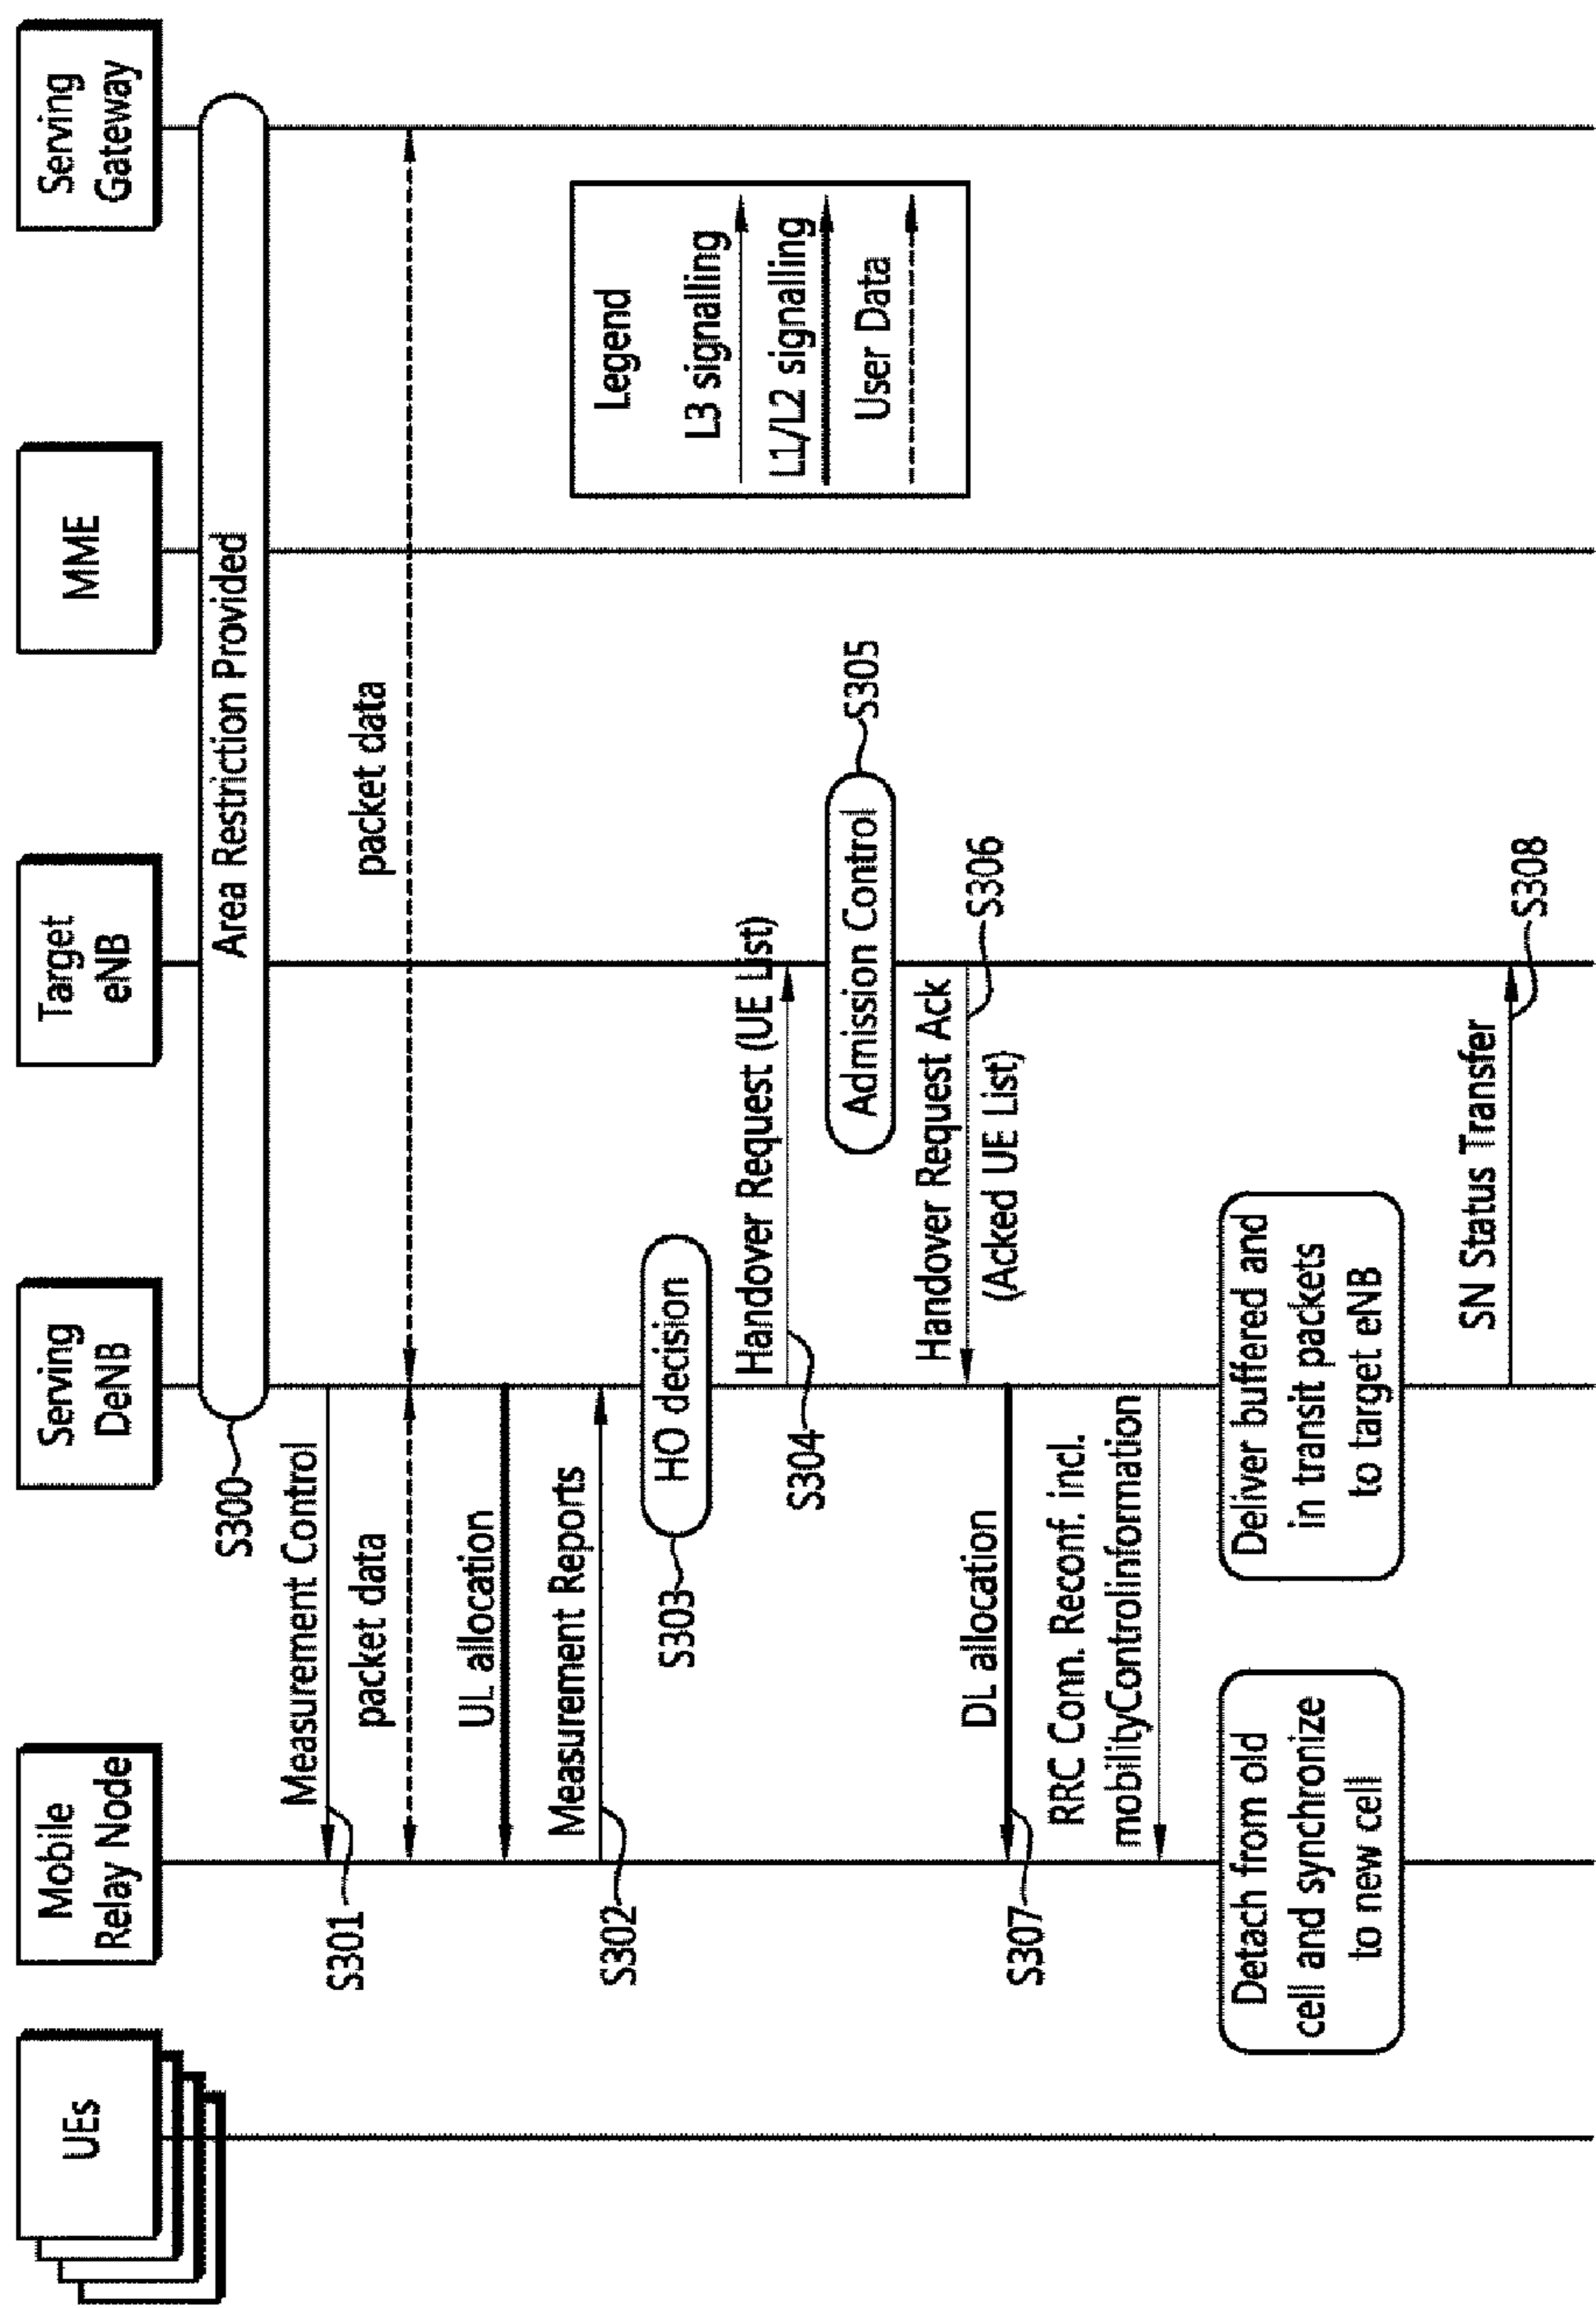 UEs
Mobile
Relay Node
Serving
DeNB
Target
eNB
MME
Serving
Gateway
S300
Area Restriction Provided
Measurement Control
S301
packet data
packet data
UL allocation
Measurement Reports
S302
S303
HO decision
Legend
L3 signalling
L1/L2 signalling
User Data
Handover Request (UE List)
S304
Admission Control
S305
Handover Request Ack
(Acked UE List)
S306
DL allocation
S307
RRC Conn. Reconf. incl.
mobilityControlinformation
Detach from old
cell and synchronize
to new cell
Deliver buffered and
in transit packets
to target eNB
SN Status Transfer
S308